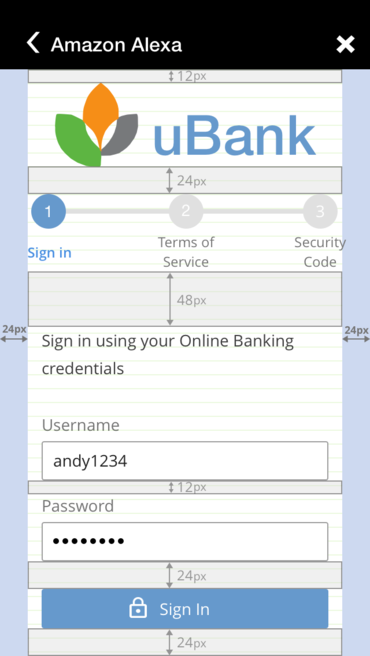 Amazon Alexa
12px
uBank
24px
1 2 3
Sign in Terms of Security
Service Code
48px
24px 24px
Sign in using your Online Banking
credentials
Username
andy1234
12px
Password
••••••••
24px
Sign In
24px